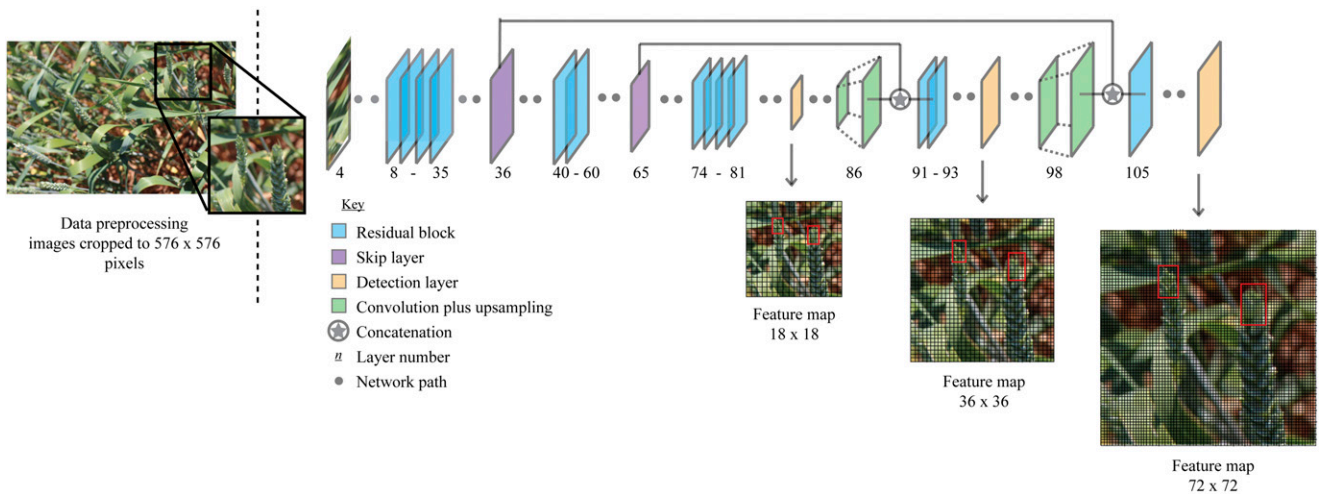 Data preprocessing
images cropped to 576 x 576
pixels
4
8 - 35
36
40 - 60
65
74 - 81
86
91 - 93
98
105
Key
Residual block
Skip layer
Detection layer
Convolution plus upsampling
Concatenation
n Layer number
Network path
Feature map
18 x 18
Feature map
36 x 36
Feature map
72 x 72